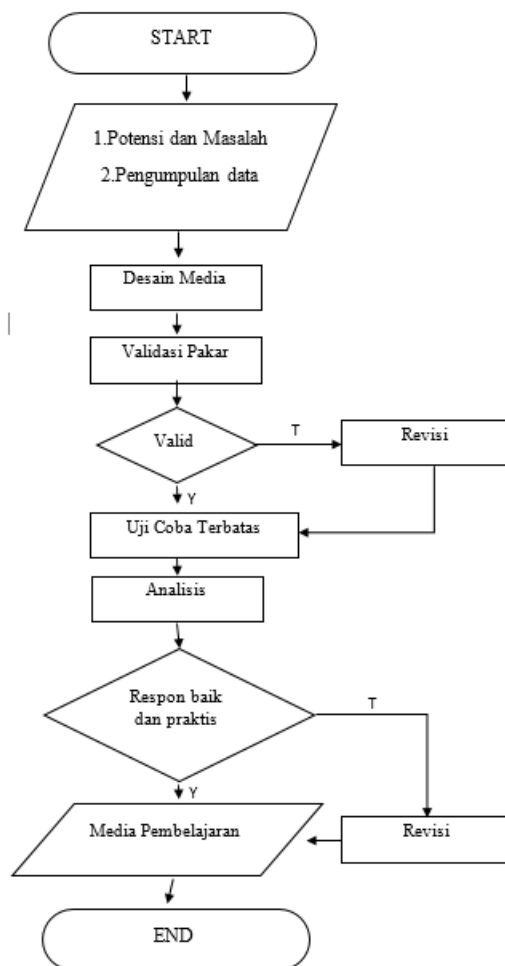 START
1.Potensi dan Masalah
2.Pengumpulan data
Desain Media
Validasi Pakar
Valid
T
Revisi
Y
Uji Coba Terbatas
Analisis
Respon baik
dan praktis
T
Y
Media Pembelajaran
Revisi
END